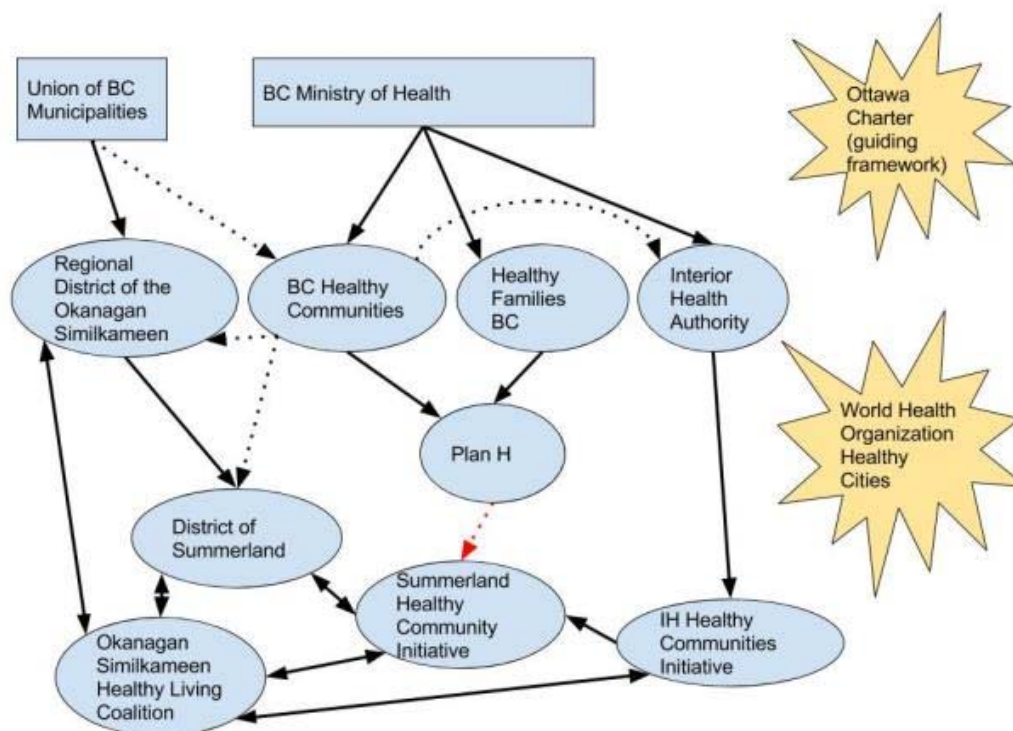 Union of BC
Municipalities
BC Ministry of Health
Ottawa
Charter
(guiding
framework)
Regional
District of the
Okanagan
Similkameen
BC Healthy
Communities
Healthy
Families
BC
Interior
Health
Authority
World Health
Organization
Healthy
Cities
Plan H
District of
Summerland
Summerland
Healthy
Community
Initiative
IH Healthy
Communities
Initiative
Okanagan
Similkameen
Healthy Living
Coalition